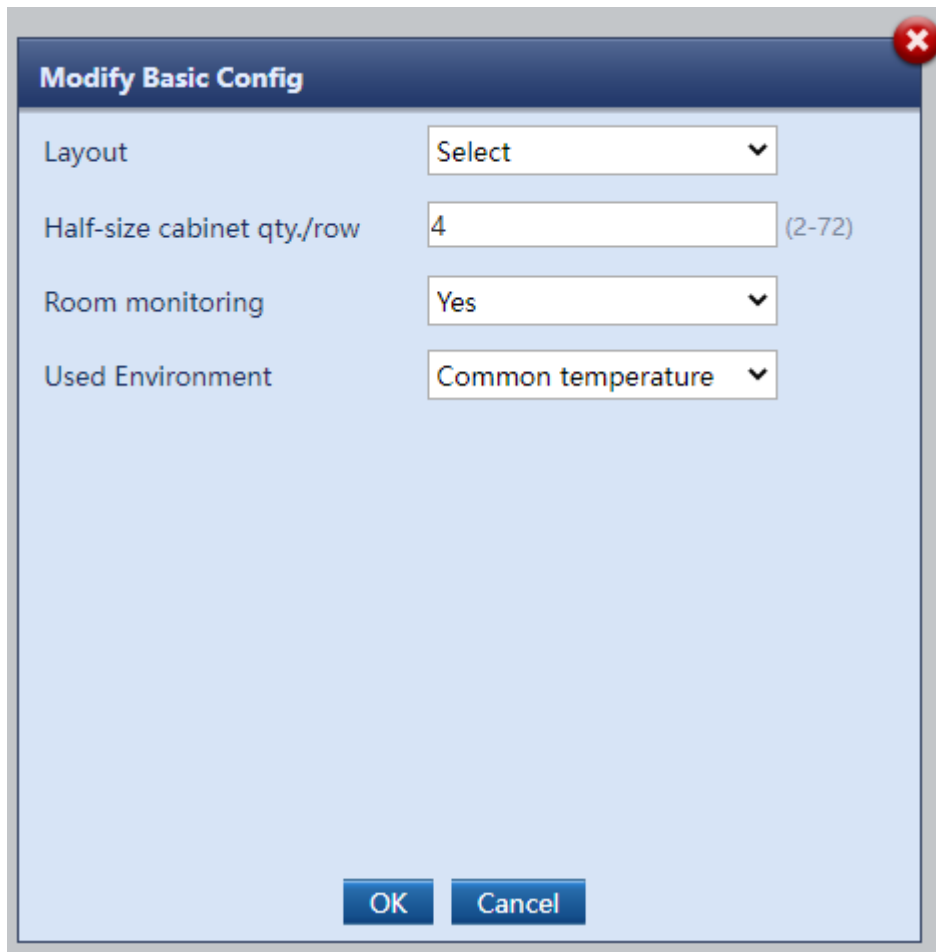 Modify Basic Config
Layout Select
Half-size cabinet qty./row 4 (2-72)
Room monitoring Yes
Used Environment Common temperature
OK Cancel